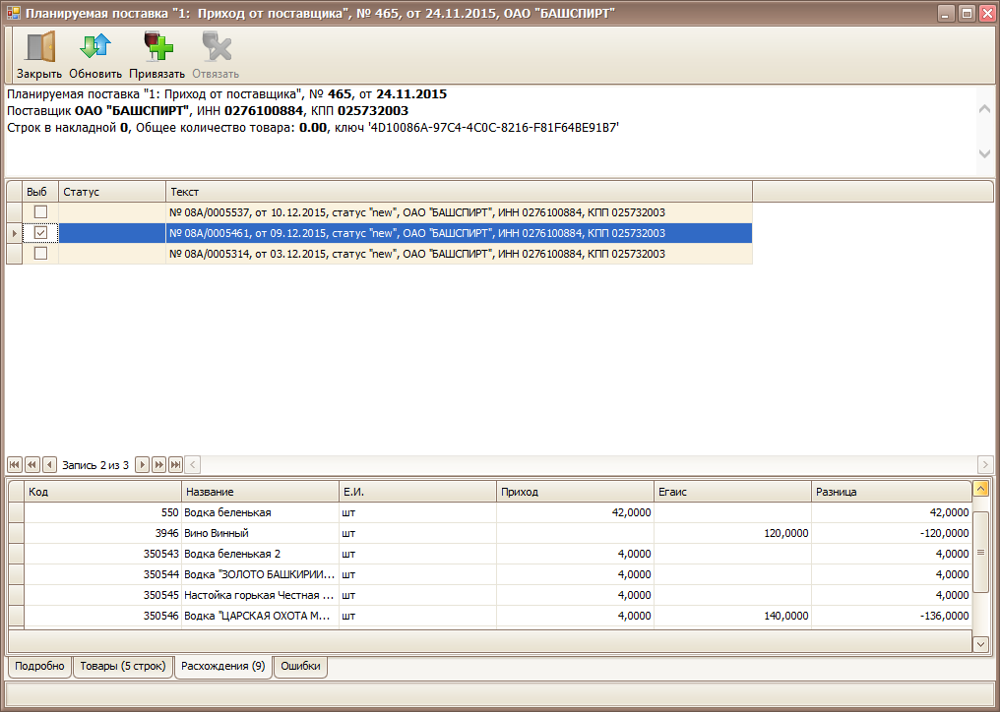 Планируемая поставка "1:  Приход от поставщика", № 465, от 24.11.2015, ОАО "БАШСПИРТ"
Закрыть Обновить Привязать Отвязать
Планируемая поставка "1: Приход от поставщика", № 465, от 24.11.2015
Поставщик ОАО "БАШСПИРТ", ИНН 0276100884, КПП 025732003
Строк в накладной 0, Общее количество товара: 0.00, ключ '4D10086A-97C4-4C0C-8216-F81F64BE91B7'
Выб Статус Текст
№ 08А/0005537, от 10.12.2015, статус "new", ОАО "БАШСПИРТ", ИНН 0276100884, КПП 025732003
№ 08А/0005461, от 09.12.2015, статус "new", ОАО "БАШСПИРТ", ИНН 0276100884, КПП 025732003
№ 08А/0005314, от 03.12.2015, статус "new", ОАО "БАШСПИРТ", ИНН 0276100884, КПП 025732003
Запись 2 из 3
Код Название Е.И. Приход Егаис Разница
550 Водка беленькая шт 42,0000 42,0000
3946 Вино Винный шт 120,0000 -120,0000
350543 Водка беленькая 2 шт 4,0000 4,0000
350544 Водка "ЗОЛОТО БАШКИРИИ... шт 4,0000 4,0000
350545 Настойка горькая Честная ... шт 4,0000 4,0000
350546 Водка "ЦАРСКАЯ ОХОТА М... шт 4,0000 140,0000 -136,0000
Подробно Товары (5 строк) Расхождения (9) Ошибки